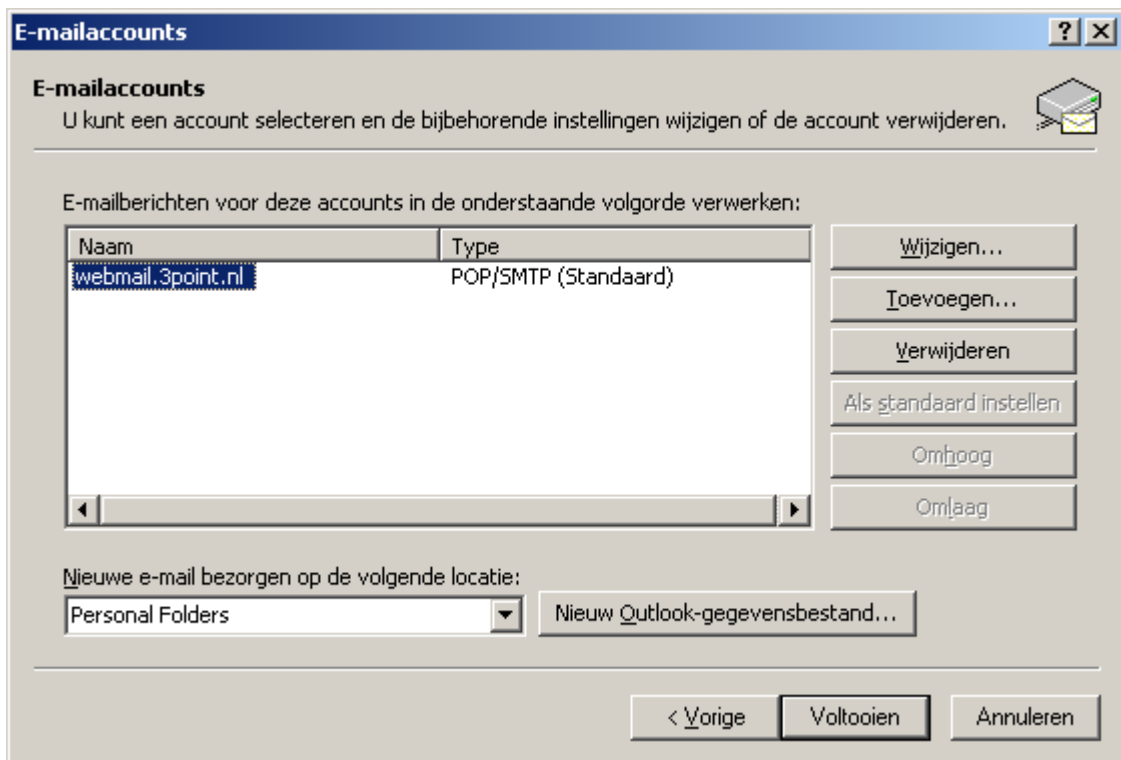 E-mailaccounts
E-mailaccounts
U kunt een account selecteren en de bijbehorende instellingen wijzigen of de account verwijderen.
E-mailberichten voor deze accounts in de onderstaande volgorde verwerken:
Naam Type
webmail.3point.nl POP/SMTP (Standaard)
Wijzigen...
Toevoegen...
Verwijderen
Als standaard instellen
Omhoog
Omlaag
Nieuwe e-mail bezorgen op de volgende locatie:
Personal Folders Nieuw Outlook-gegevensbestand...
< Vorige Voltooien Annuleren